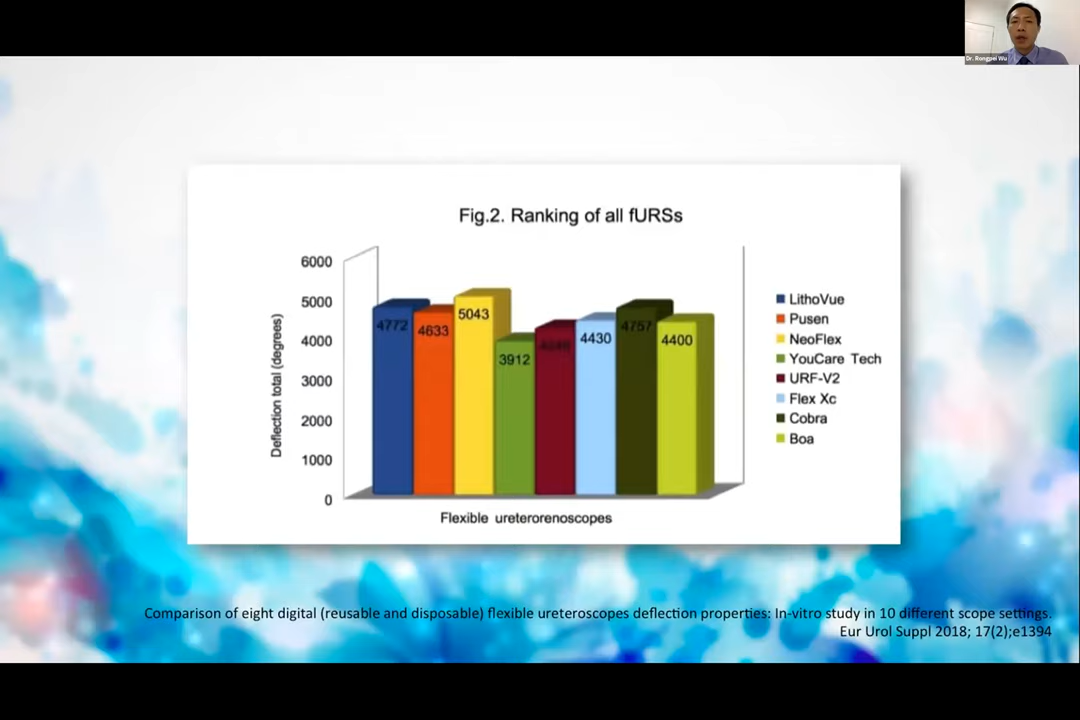 Dr. Rongpei Wu
Fig.2. Ranking of all fURSs
Deflection total (degrees)
6000
5000
4000
3000
2000
1000
0
4772
4633
5043
3912
4430
4757
4400
Flexible ureterorenoscopes
LithoVue
Pusen
NeoFlex
YouCare Tech
URF-V2
Flex Xc
Cobra
Boa
Comparison of eight digital (reusable and disposable) flexible ureteroscopes deflection properties: In-vitro study in 10 different scope settings.
Eur Urol Suppl 2018; 17(2);e1394